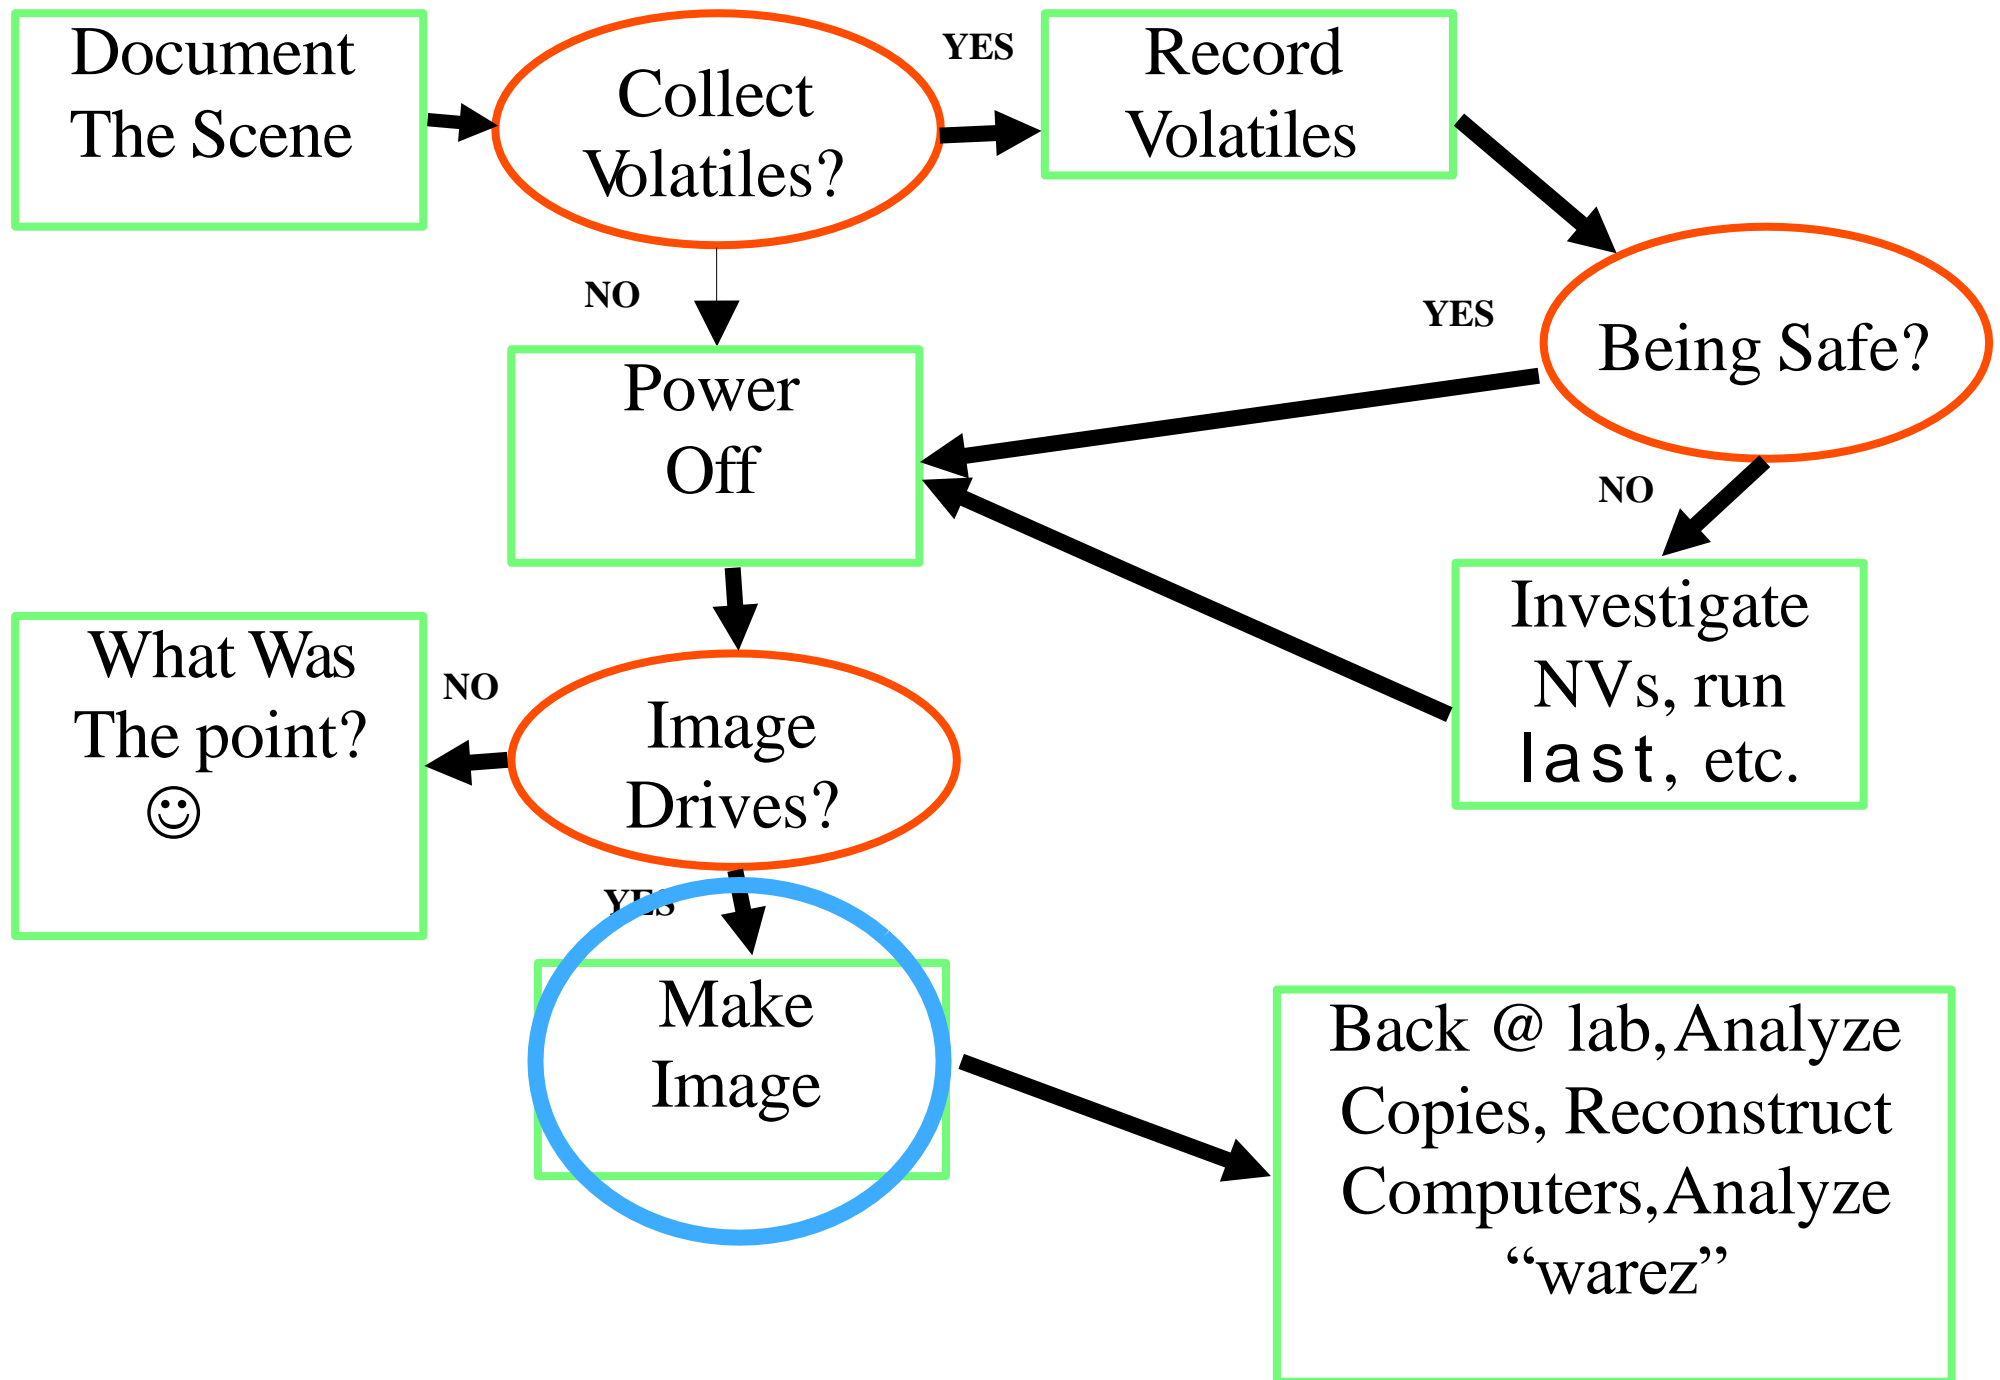 Document
The Scene
Collect
Volatiles?
YES
Record
Volatiles
NO
YES
Being Safe?
Power
Off
NO
Investigate
NVs, run
last, etc.
What Was
The point?
☺
NO
Image
Drives?
YES
Make
Image
Back @ lab, Analyze
Copies, Reconstruct
Computers, Analyze
“warez”